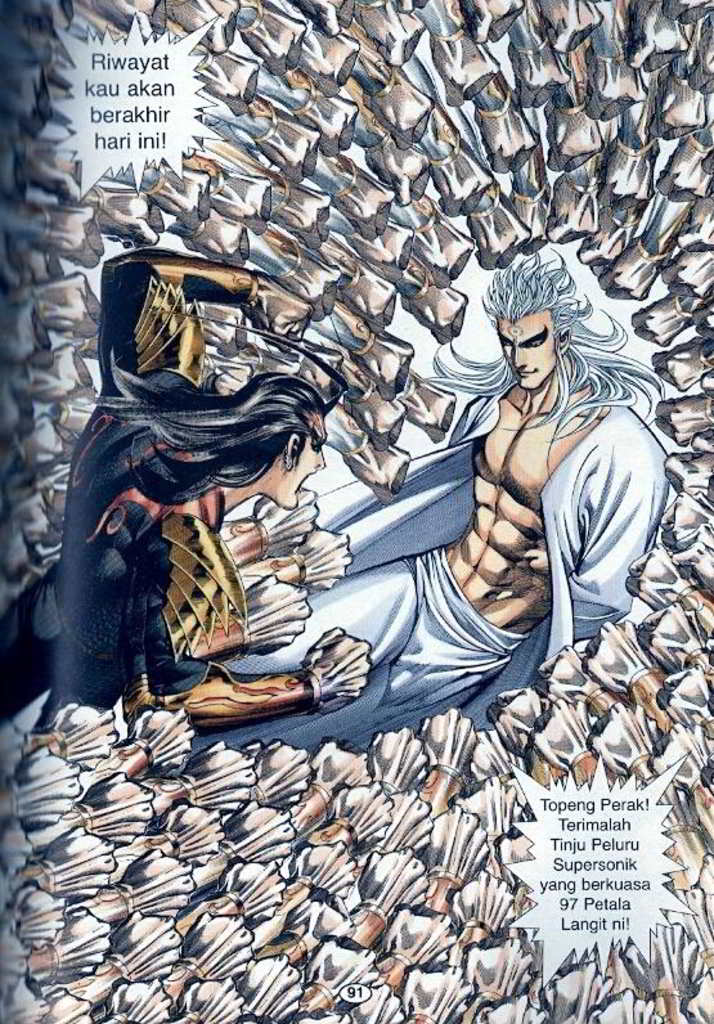 Riwayat
kau akan
berakhir
hari ini!
Topeng Perak!
Terimalah
Tinju Peluru
Supersonik
yang berkuasa
97 Petala
Langit ni!
91